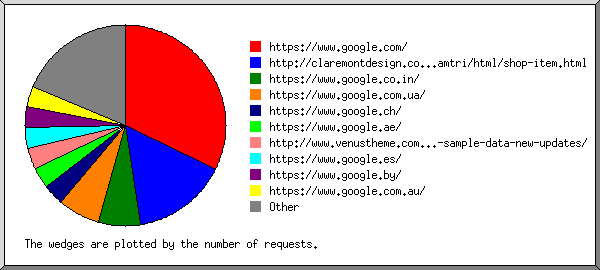 https://www.google.com/
http://claremontdesign.co...amtri/html/shop-item.html
https://www.google.co.in/
https://www.google.com.ua/
https://www.google.ch/
https://www.google.ae/
http://www.venustheme.com...-sample-data-new-updates/
https://www.google.es/
https://www.google.by/
https://www.google.com.au/
Other
The wedges are plotted by the number of requests.